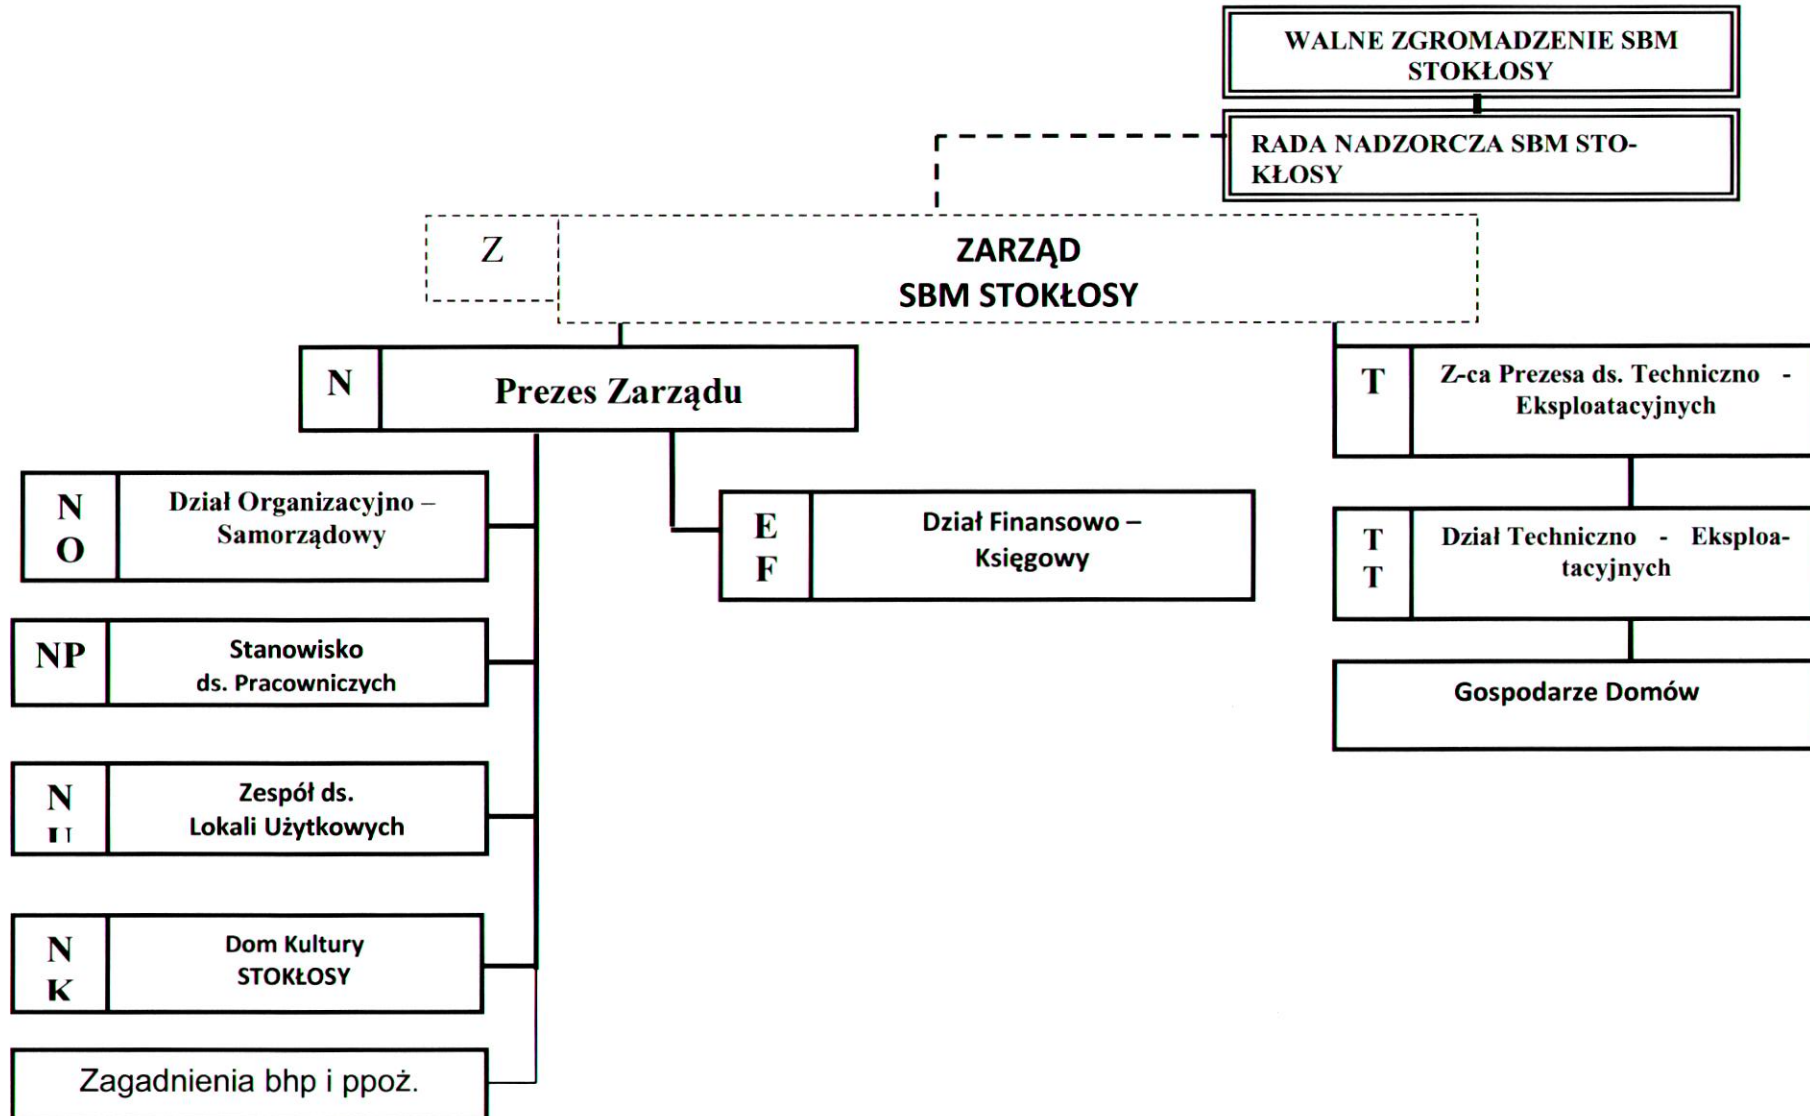 WALNE ZGROMADZENIE SBM
STOKŁOSY
RADA NADZORCZA SBM STO-
KŁOSY
Z
ZARZĄD
SBM STOKŁOSY
N
Prezes Zarządu
T
Z-ca Prezesa ds. Techniczno -
Eksploatacyjnych
N
O
Dział Organizacyjno –
Samorządowy
E
F
Dział Finansowo –
Księgowy
T
T
Dział Techniczno - Eksploa-
tacyjnych
NP
Stanowisko
ds. Pracowniczych
Gospodarze Domów
N
U
Zespół ds.
Lokali Użytkowych
N
K
Dom Kultury
STOKŁOSY
Zagadnienia bhp i ppoż.